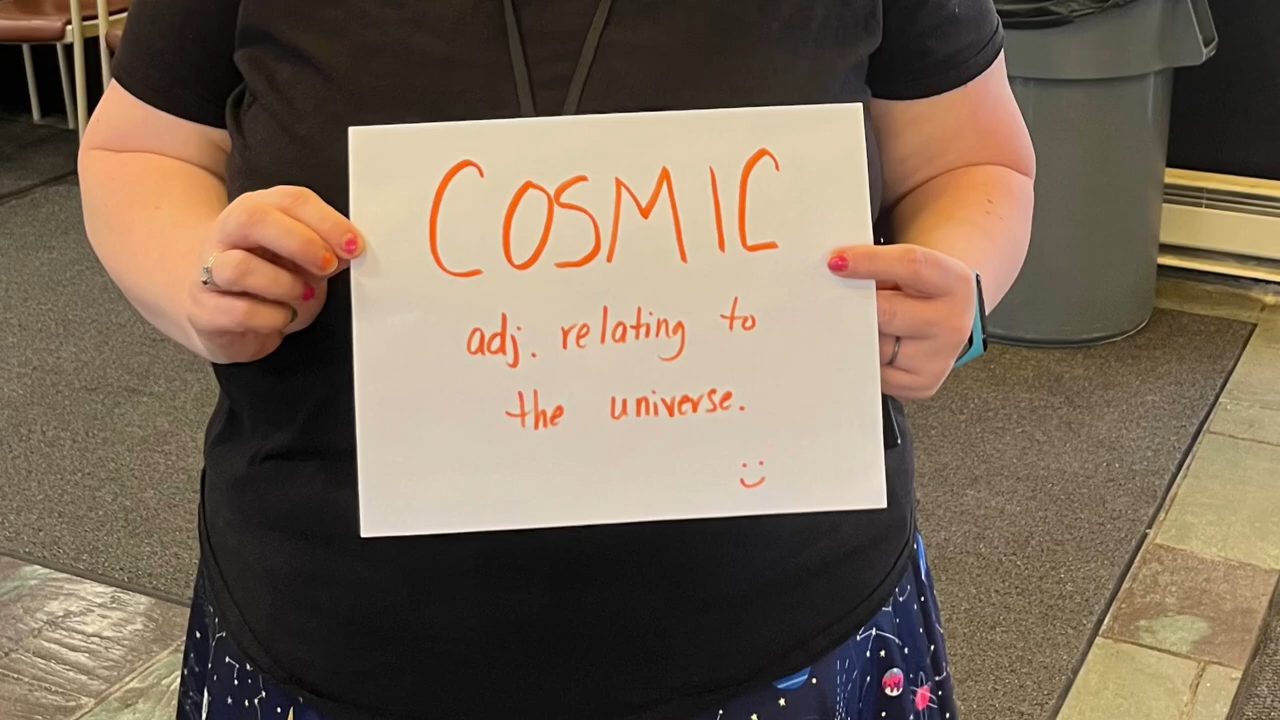 COSMIC
adj. relating to
the universe.